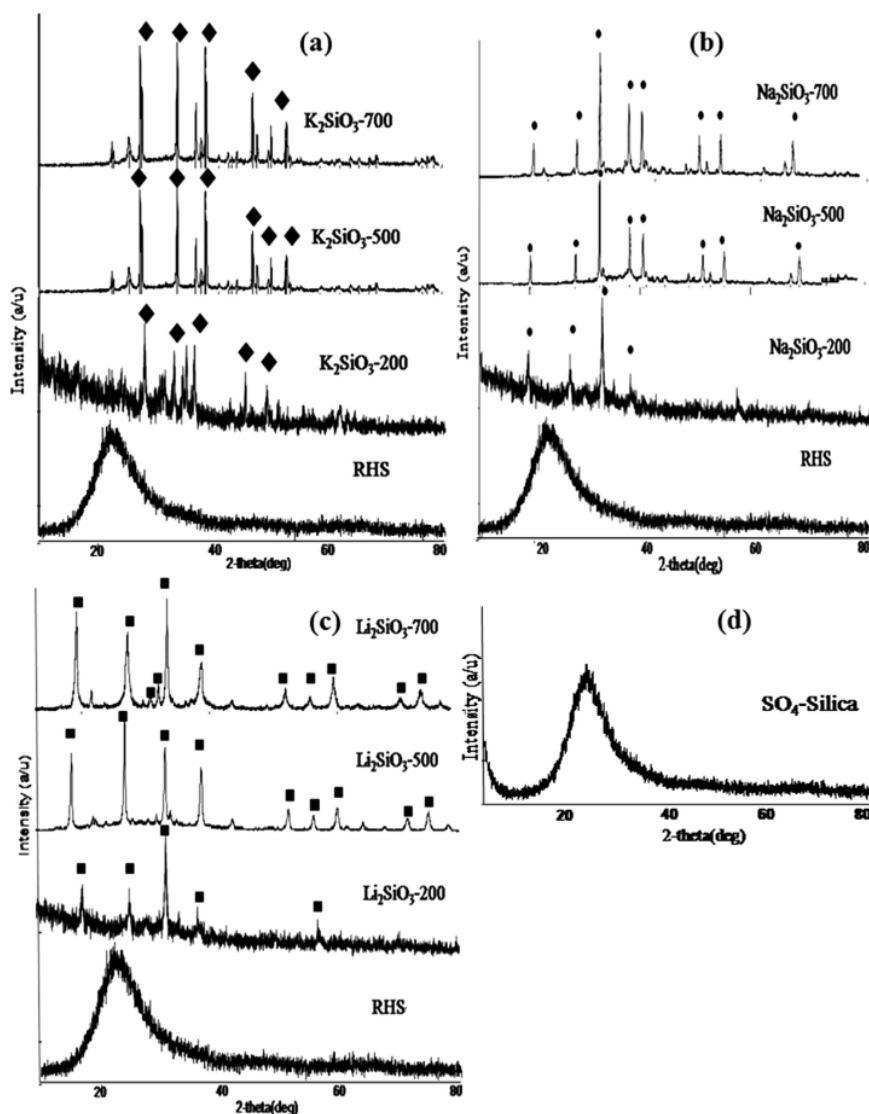 (a)
K₂SiO₃-700
K₂SiO₃-500
K₂SiO₃-200
RHS
Intensity (a/u)
20 40 60 80
2-theta(deg)
(b)
Na₂SiO₃-700
Na₂SiO₃-500
Na₂SiO₃-200
RHS
Intensity (a/u)
20 40 60 80
2-theta(deg)
(c)
Li₂SiO₃-700
Li₂SiO₃-500
Li₂SiO₃-200
RHS
Intensity (a/u)
20 40 60 80
2-theta(deg)
(d)
SO₄-Silica
Intensity (a/u)
20 40 60 80
2-theta(deg)